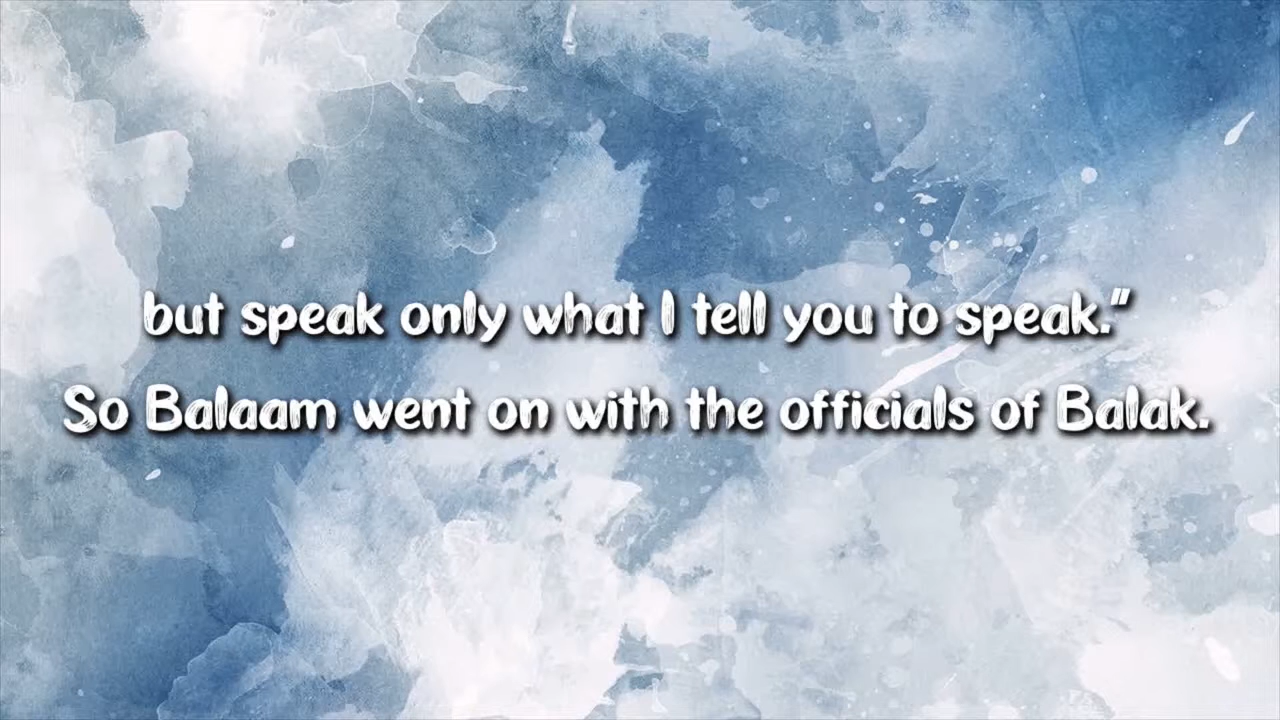 but speak only what I tell you to speak."
So Balaam went on with the officials of Balak.